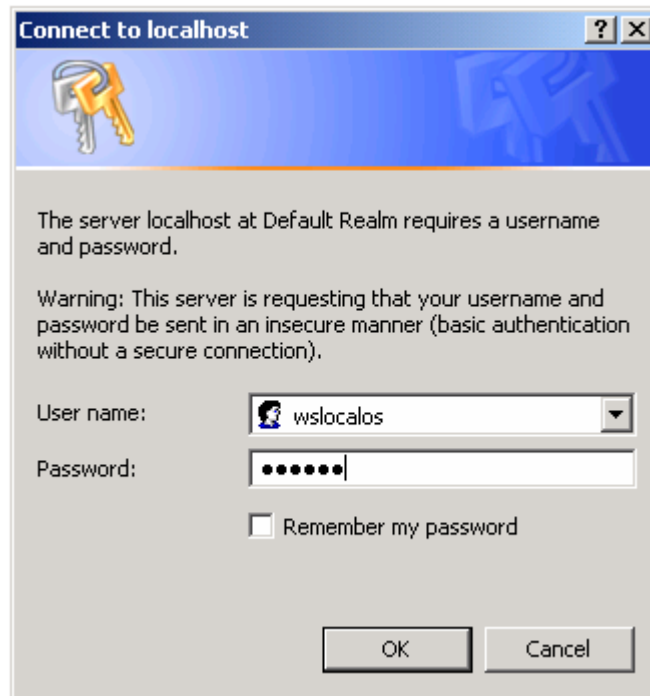 Connect to localhost
The server localhost at Default Realm requires a username
and password.
Warning: This server is requesting that your username and
password be sent in an insecure manner (basic authentication
without a secure connection).
User name:
wslocalos
Password:
●●●●●●
Remember my password
OK
Cancel